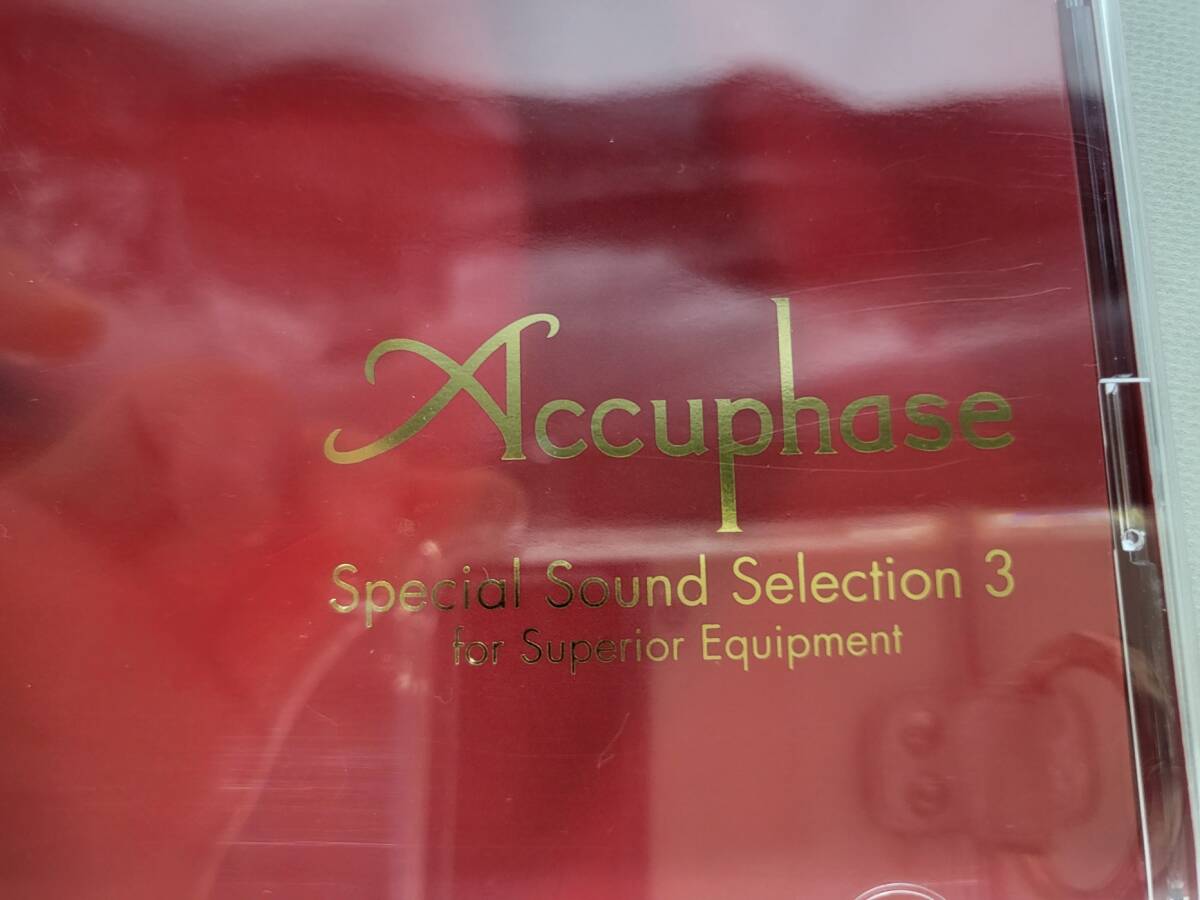 Accuphase
Special Sound Selection 3
for Superior Equipment